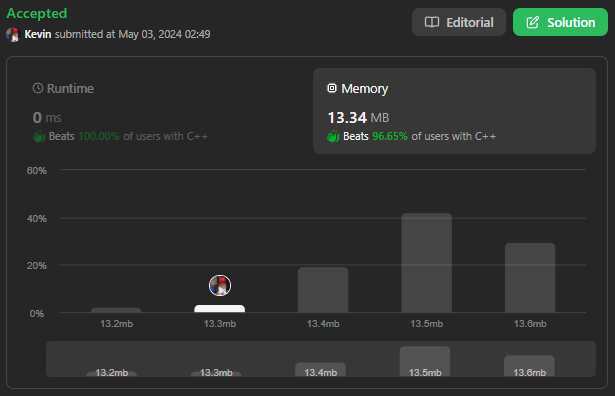 Accepted
Editorial
Solution
Kevin submitted at May 03, 2024 02:49
Runtime
Memory
0 ms
13.34 MB
Beats 100.00% of users with C++
Beats 96.65% of users with C++
60%
40%
20%
0%
13.2mb 13.3mb 13.4mb 13.5mb 13.6mb
13.2mb 13.3mb 13.4mb 13.5mb 13.6mb